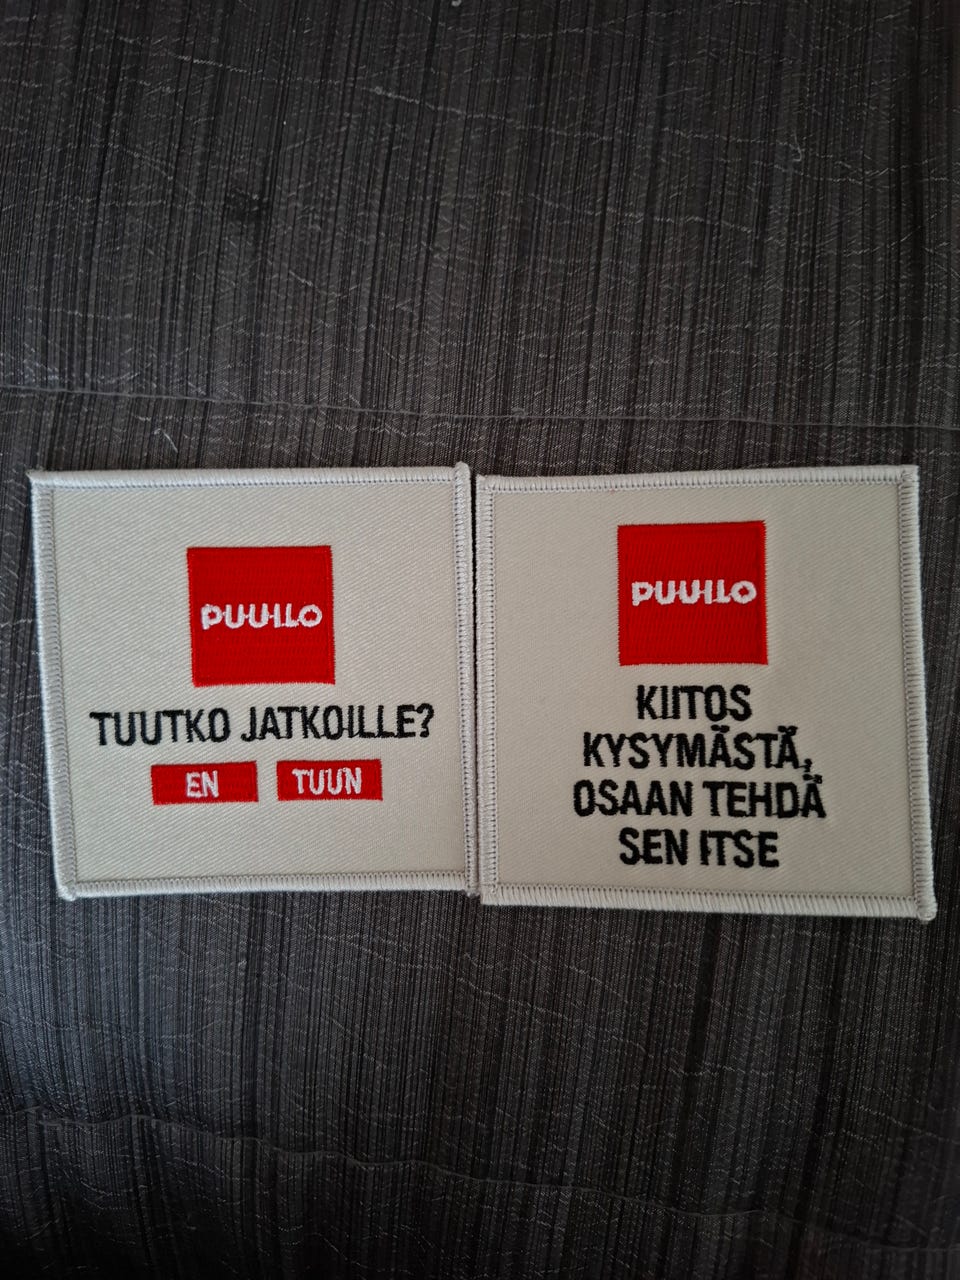 PUUILO
TUUTKO JATKOILLE?
EN TUUN
PUUILO
KIITOS
KYSYMÄSTÄ,
OSAAN TEHDÄ
SEN ITSE